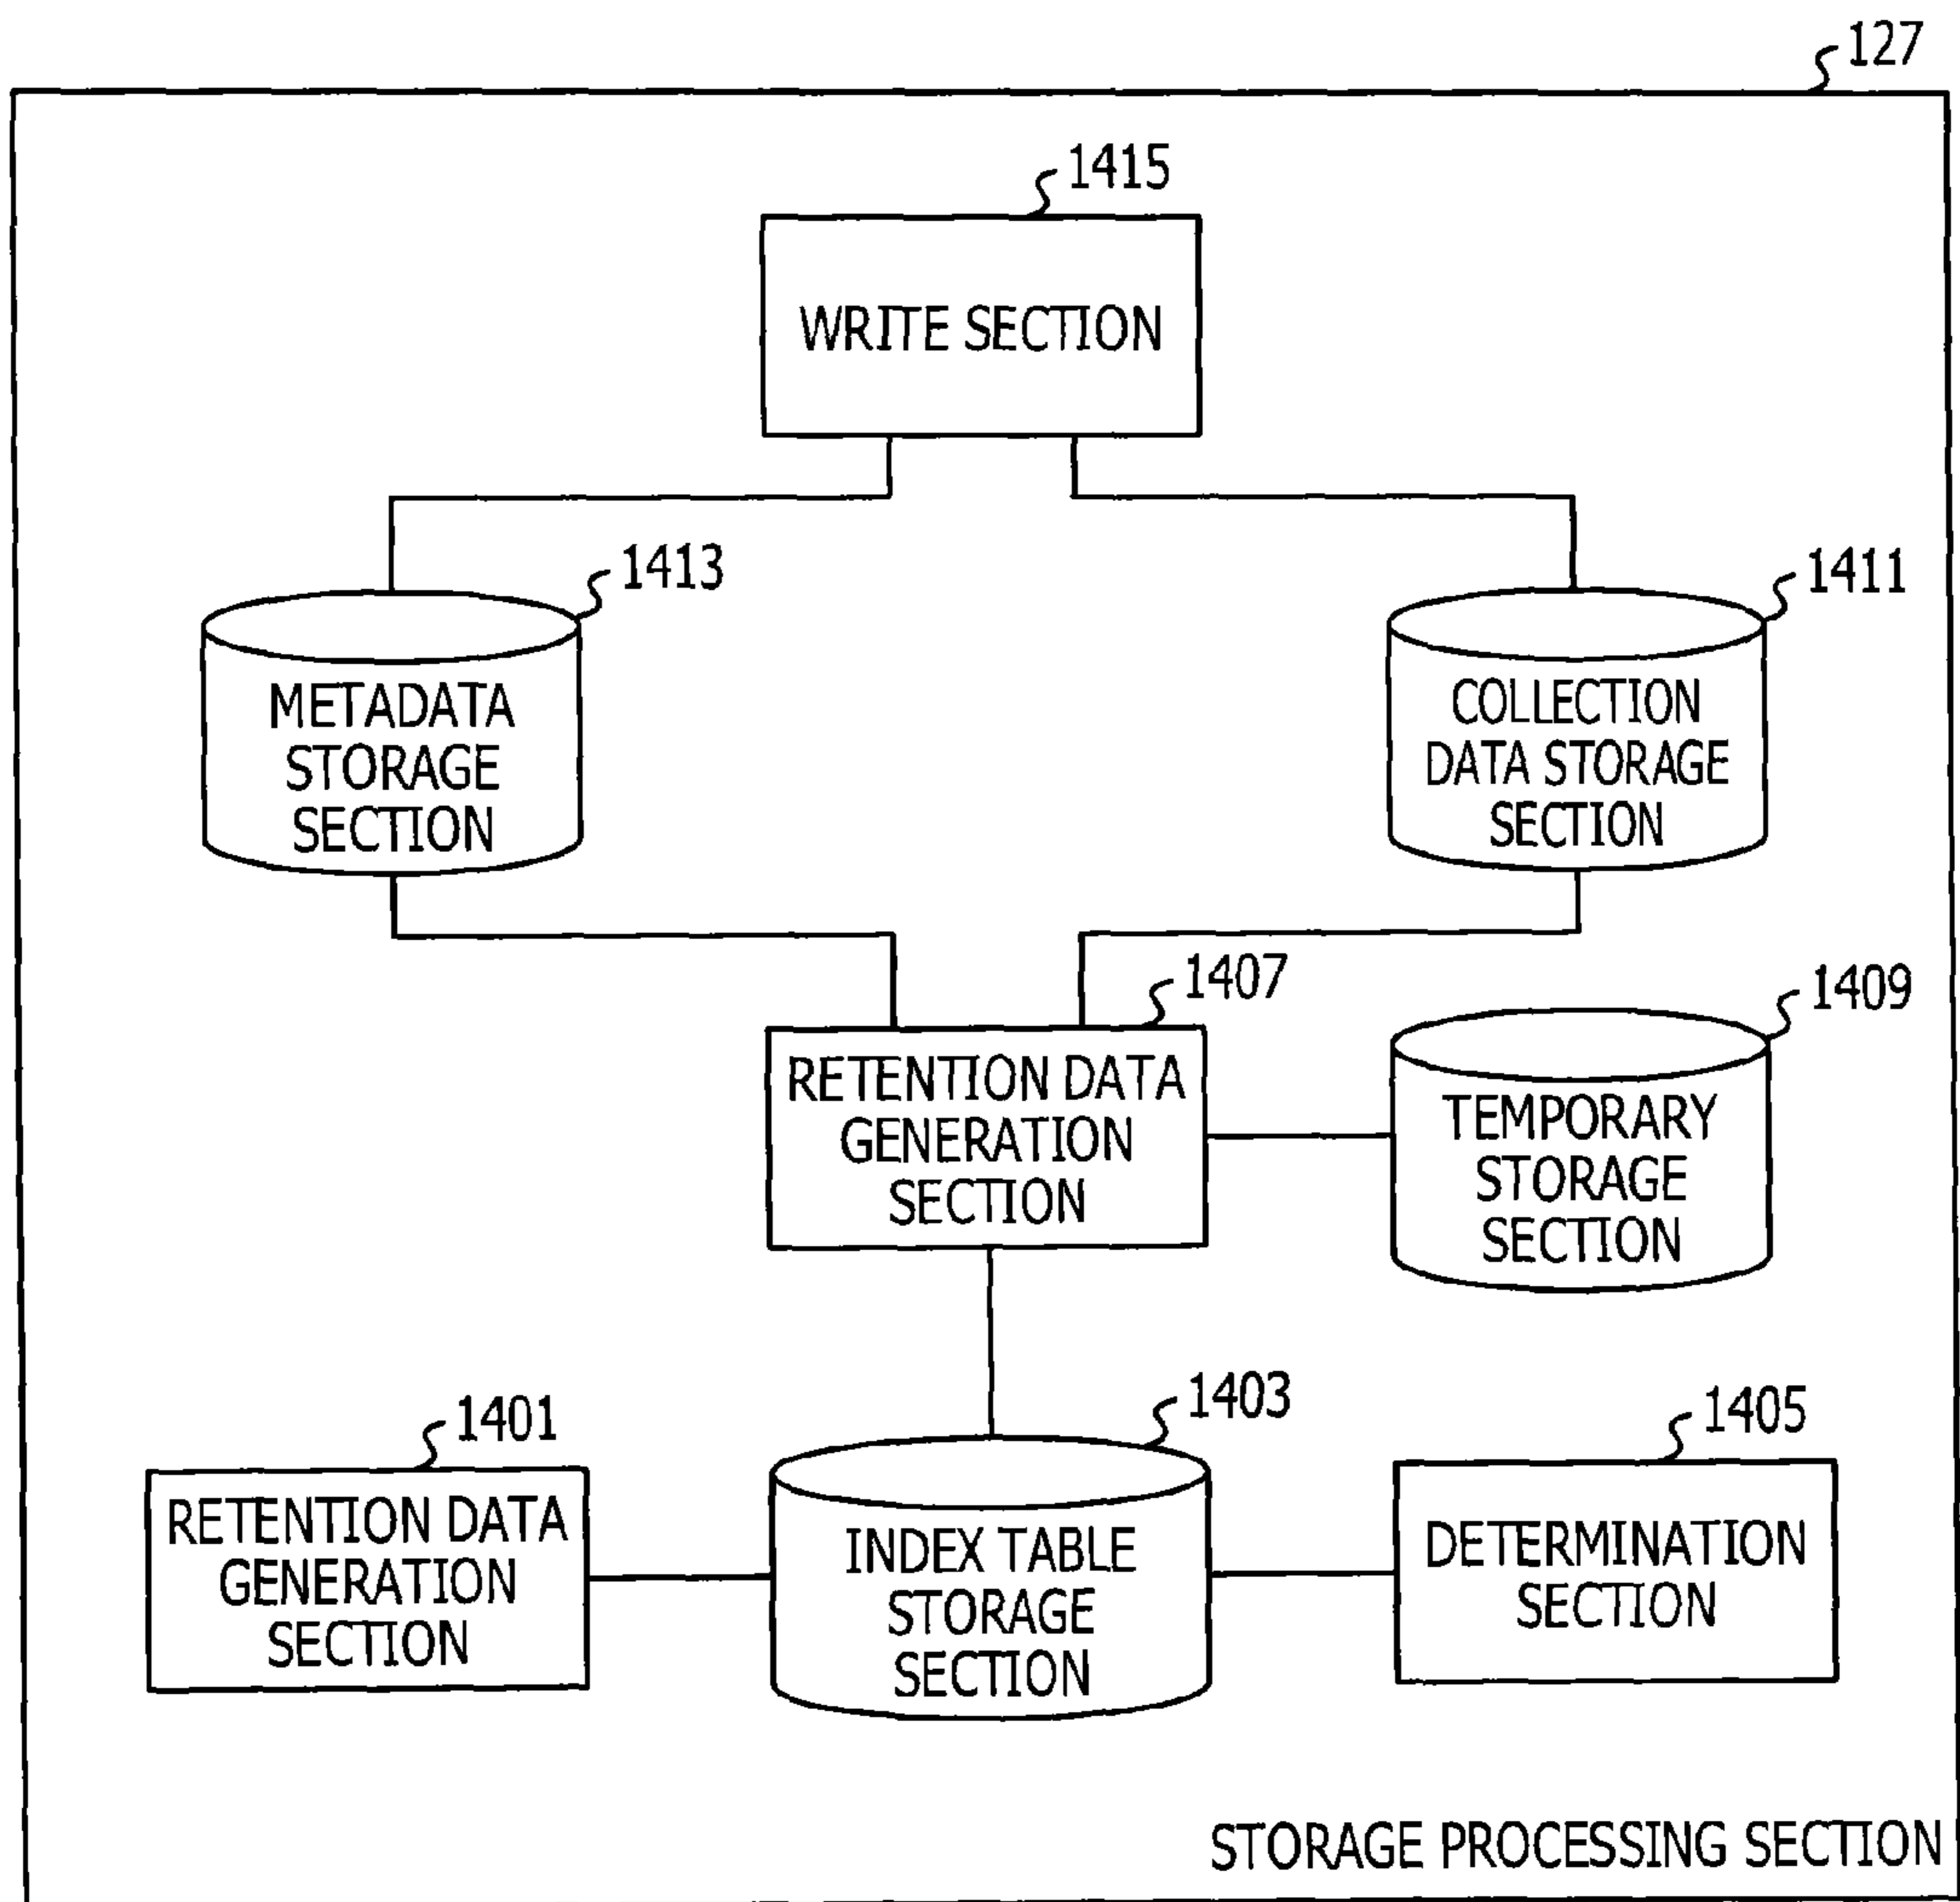 127
1415
WRITE SECTION
1413
METADATA
STORAGE
SECTION
1411
COLLECTION
DATA STORAGE
SECTION
1407
RETENTION DATA
GENERATION
SECTION
1409
TEMPORARY
STORAGE
SECTION
1401
RETENTION DATA
GENERATION
SECTION
1403
INDEX TABLE
STORAGE
SECTION
1405
DETERMINATION
SECTION
STORAGE PROCESSING SECTION